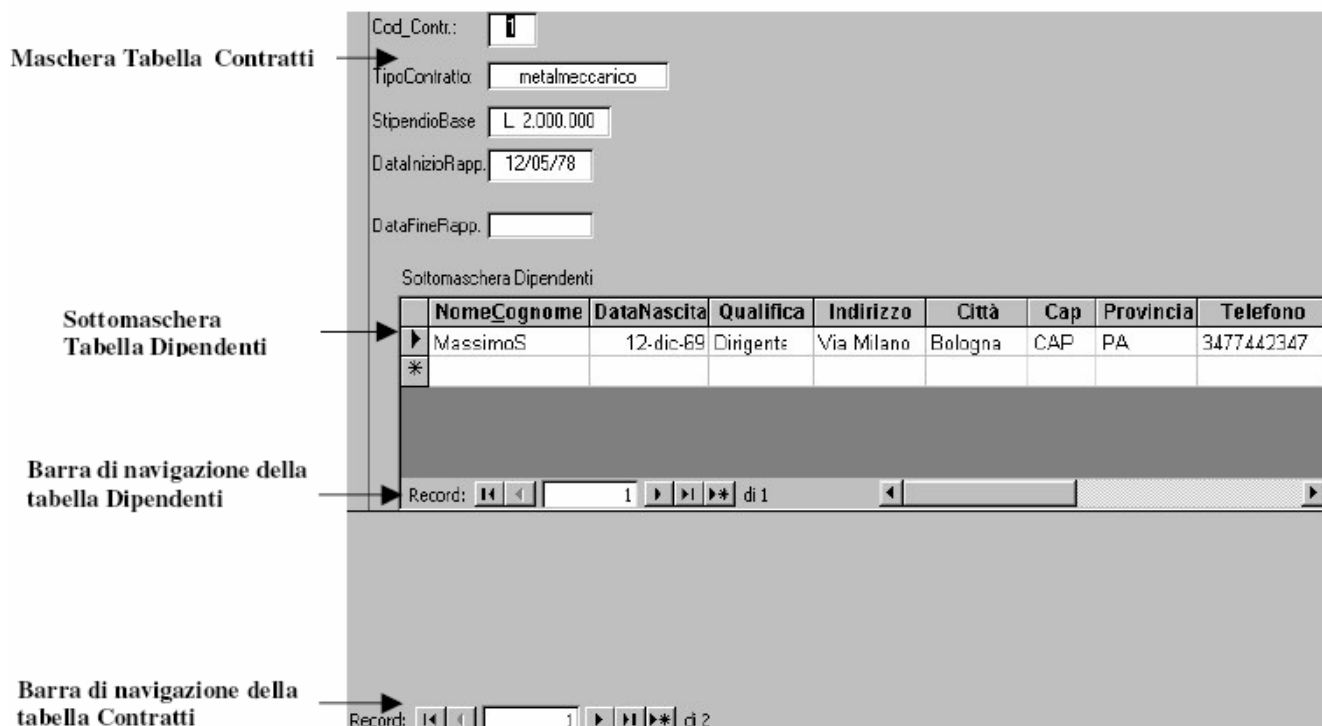 Cod_Contr.: 1
Maschera Tabella Contratti
TipoContratto: metalmeccanico
StipendioBase L. 2.000.000
DataInizioRapp. 12/05/78
DataFineRapp.
Sottomaschera Dipendenti
Sottomaschera
Tabella Dipendenti
NomeCognome DataNascita Qualifica Indirizzo Città Cap Provincia Telefono
MassimoS 12-dic-69 Dirigente Via Milano Bologna CAP PA 3477442347
Barra di navigazione della
tabella Dipendenti
Record: 1 di 1
Barra di navigazione della
tabella Contratti
Record: 1 di 2